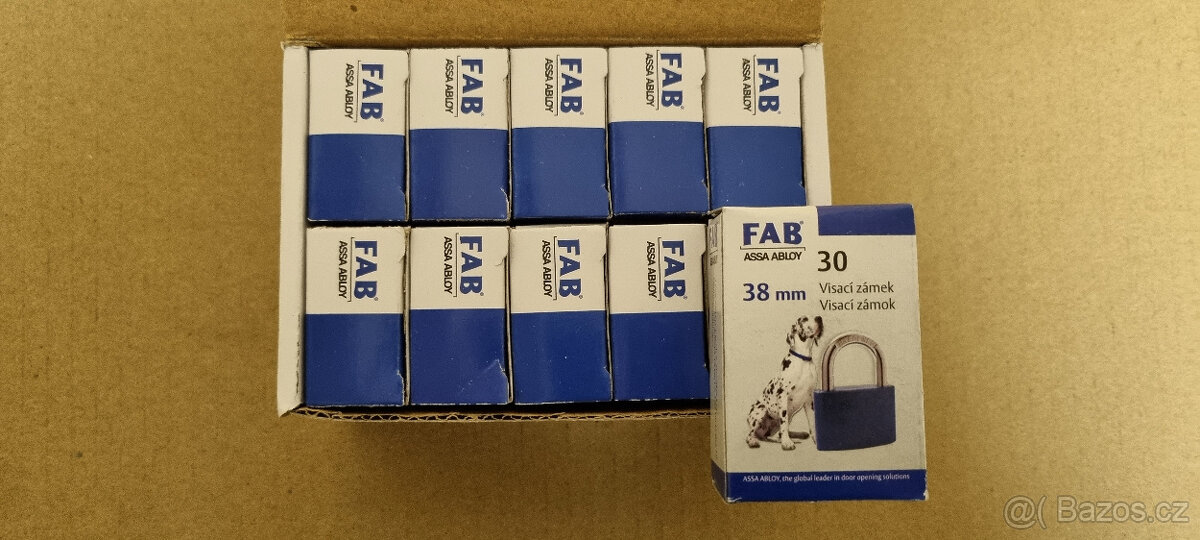 FAB
ASSA ABLOY
FAB
ASSA ABLOY
FAB
ASSA ABLOY
FAB
ASSA ABLOY
FAB
ASSA ABLOY
FAB
ASSA ABLOY
FAB
ASSA ABLOY
FAB
ASSA ABLOY
FAB
ASSA ABLOY
FAB®
ASSA ABLOY
30
38 mm
Visací zámek
Visací zámok
ASSA ABLOY, the global leader in door opening solutions
@( Bazos.cz